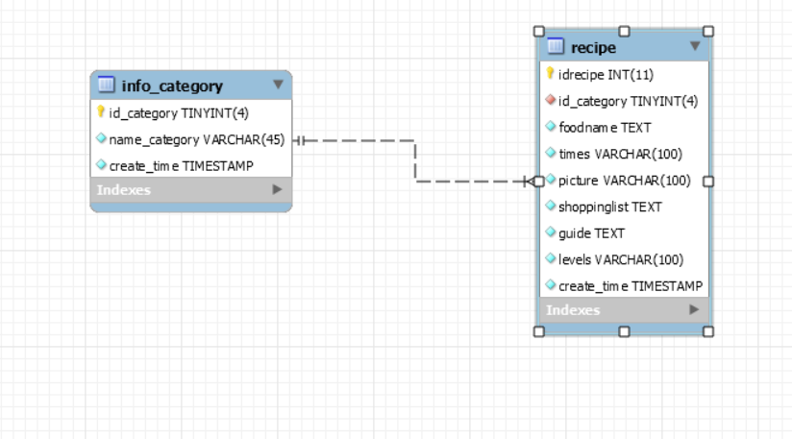 info_category
id_category TINYINT(4)
name_category VARCHAR(45)
create_time TIMESTAMP
Indexes
recipe
idrecipe INT(11)
id_category TINYINT(4)
foodname TEXT
times VARCHAR(100)
picture VARCHAR(100)
shoppinglist TEXT
guide TEXT
levels VARCHAR(100)
create_time TIMESTAMP
Indexes